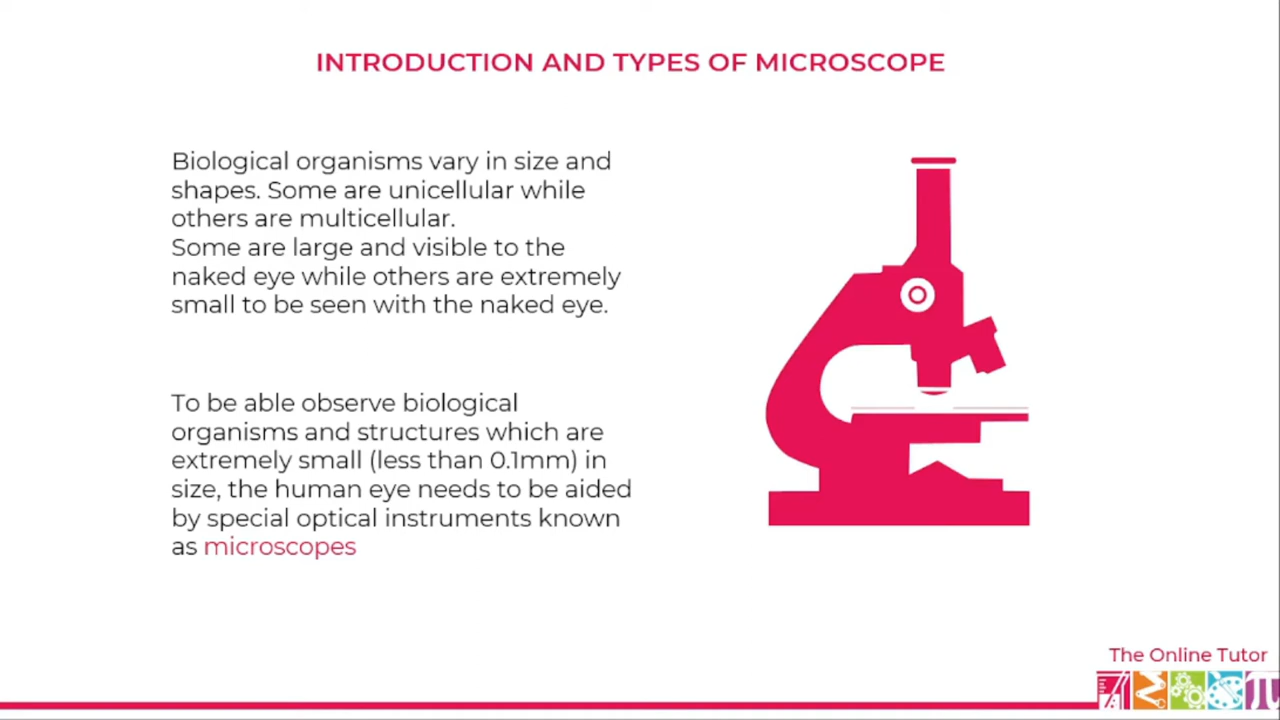 INTRODUCTION AND TYPES OF MICROSCOPE
Biological organisms vary in size and
shapes. Some are unicellular while
others are multicellular.
Some are large and visible to the
naked eye while others are extremely
small to be seen with the naked eye.
To be able observe biological
organisms and structures which are
extremely small (less than 0.1mm) in
size, the human eye needs to be aided
by special optical instruments known
as microscopes
The Online Tutor
π